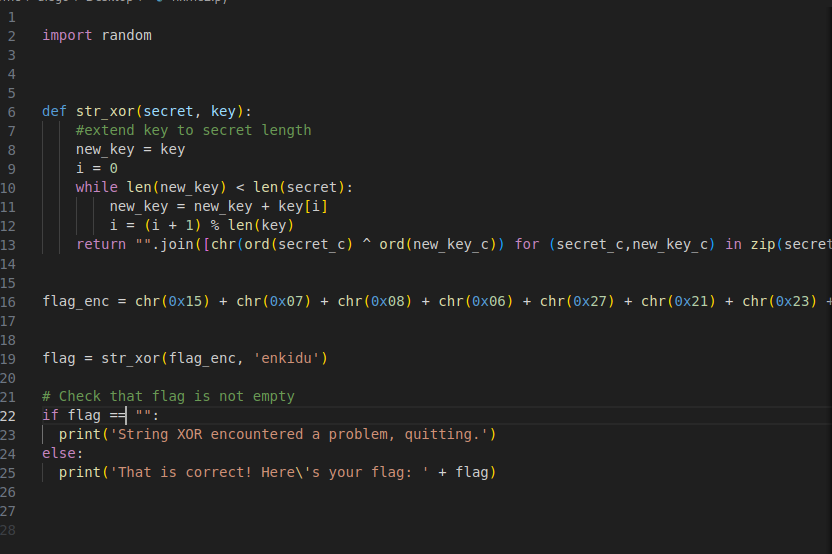 1
2 import random
3
4
5
6 def str_xor(secret, key):
7 #extend key to secret length
8 new_key = key
9 i = 0
10 while len(new_key) < len(secret):
11 new_key = new_key + key[i]
12 i = (i + 1) % len(key)
13 return "".join([chr(ord(secret_c) ^ ord(new_key_c)) for (secret_c,new_key_c) in zip(secret
14
15
16 flag_enc = chr(0x15) + chr(0x07) + chr(0x08) + chr(0x06) + chr(0x27) + chr(0x21) + chr(0x23) +
17
18
19 flag = str_xor(flag_enc, 'enkidu')
20
21 # Check that flag is not empty
22 if flag == "":
23 print('String XOR encountered a problem, quitting.')
24 else:
25 print('That is correct! Here\'s your flag: ' + flag)
26
27
28